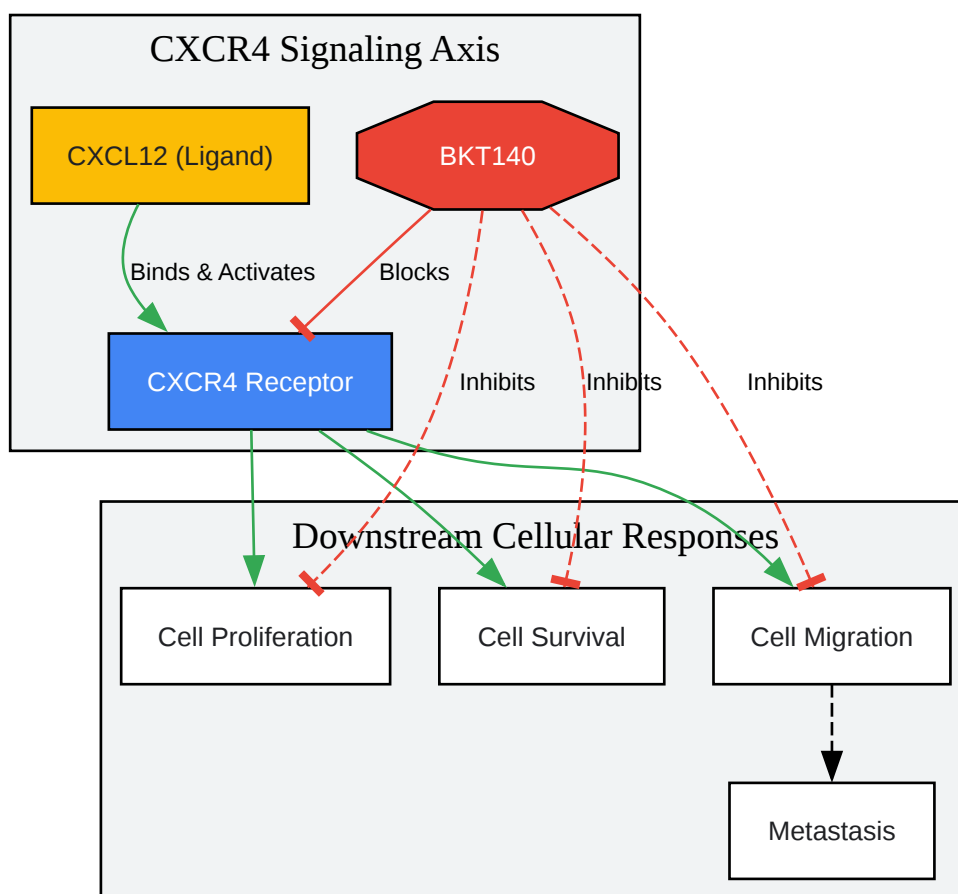 CXCR4 Signaling Axis
CXCL12 (Ligand)
BKT140
Binds & Activates
Blocks
CXCR4 Receptor
Inhibits
Inhibits
Inhibits
Downstream Cellular Responses
Cell Proliferation
Cell Survival
Cell Migration
Metastasis